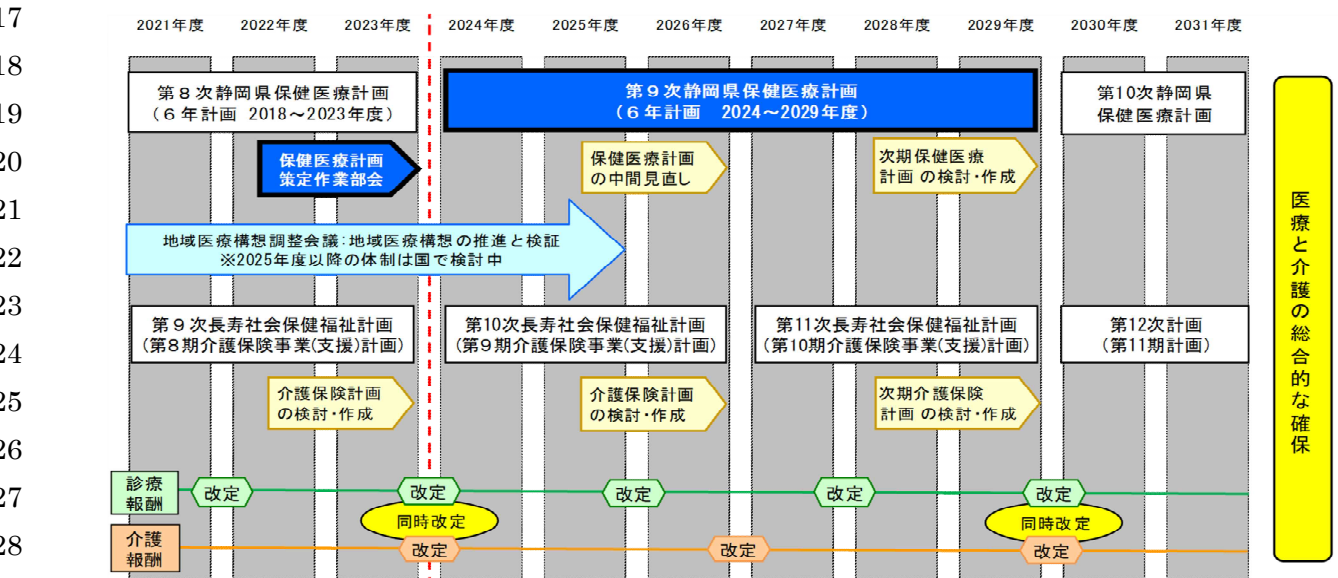 17
2021年度 2022年度 2023年度 2024年度 2025年度 2026年度 2027年度 2028年度 2029年度 2030年度 2031年度
18
第8次静岡県保健医療計画
(6年計画 2018~2023年度)
第9次静岡県保健医療計画
(6年計画 2024~2029年度)
第10次静岡県
保健医療計画
19
20
保健医療計画
策定作業部会
保健医療計画
の中間見直し
次期保健医療
計画の検討・作成
21
地域医療構想調整会議:地域医療構想の推進と検証
※2025年度以降の体制は国で検討中
22
23
第9次長寿社会保健福祉計画
(第8期介護保険事業(支援)計画)
第10次長寿社会保健福祉計画
(第9期介護保険事業(支援)計画)
第11次長寿社会保健福祉計画
(第10期介護保険事業(支援)計画)
第12次計画
(第11期計画)
24
25
介護保険計画
の検討・作成
介護保険計画
の検討・作成
次期介護保険
計画の検討・作成
26
27
診療
報酬
改定 改定 改定 改定 改定
同時改定 同時改定
28
介護
報酬
改定 改定 改定
医療と介護の総合的な確保